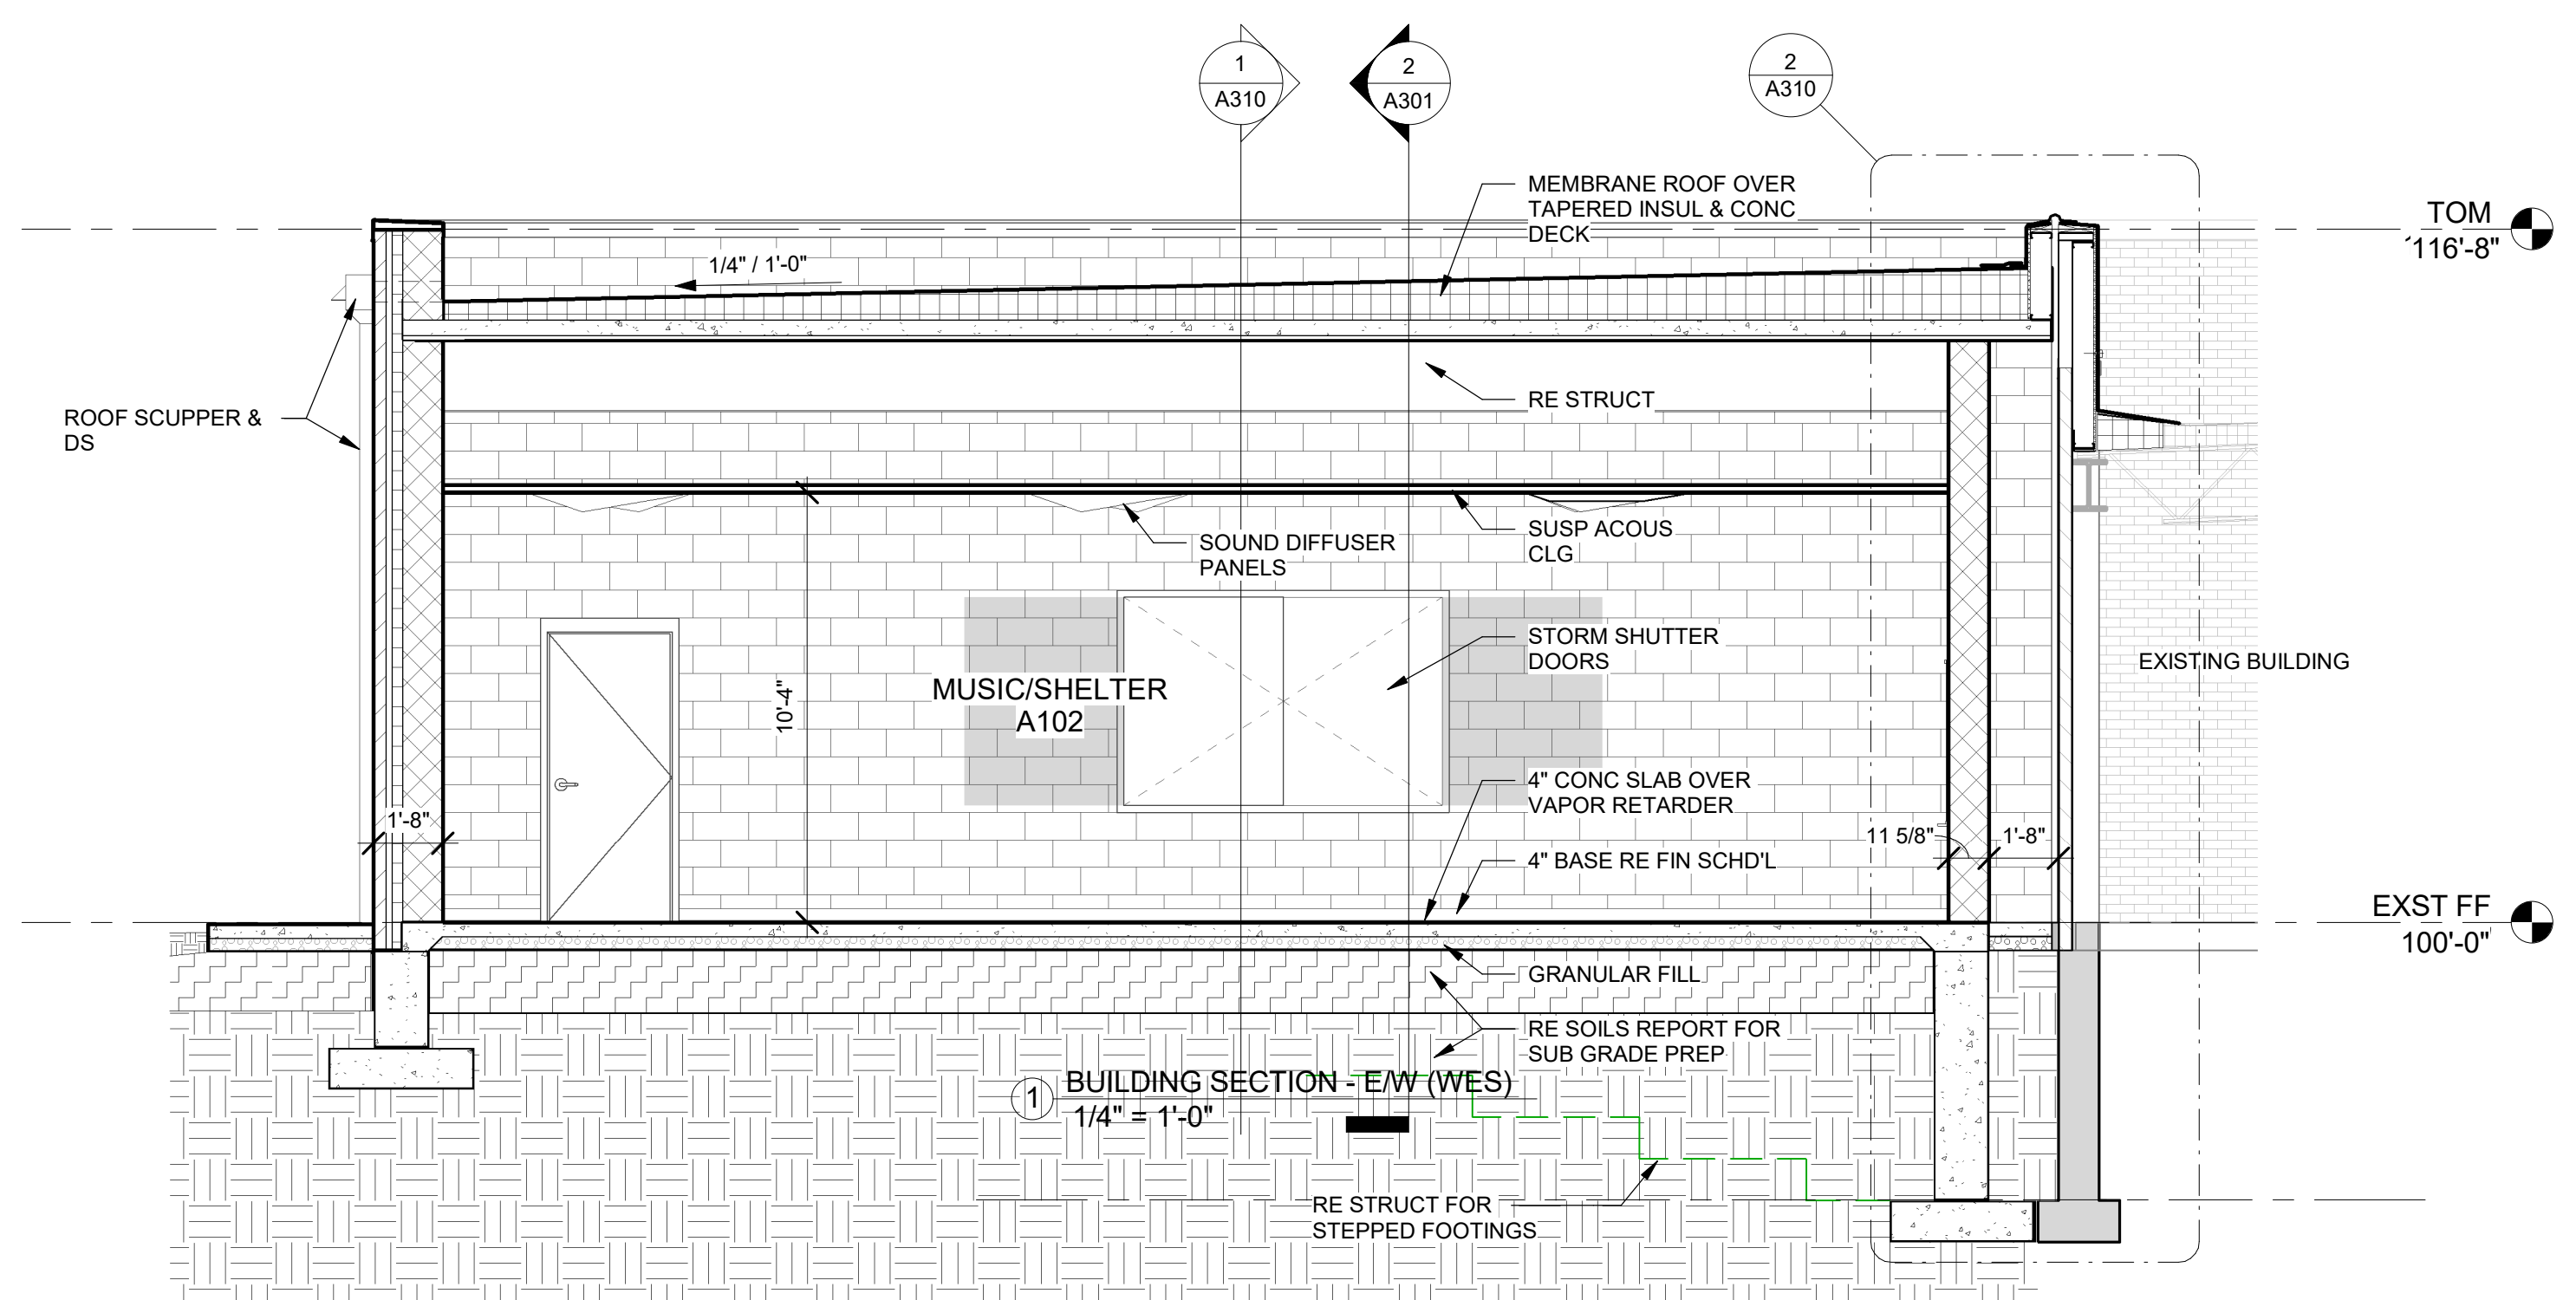 1
A310
2
A301
2
A310
MEMBRANE ROOF OVER
TAPERED INSUL & CONC
DECK
TOM
116'-8"
1/4" / 1'-0"
RE STRUCT
ROOF SCUPPER &
DS
SUSP ACOUS
CLG
SOUND DIFFUSER
PANELS
STORM SHUTTER
DOORS
EXISTING BUILDING
MUSIC/SHELTER
A102
10'-4"
4" CONC SLAB OVER
VAPOR RETARDER
1'-8"
11 5/8"
1'-8"
4" BASE RE FIN SCHD'L
EXST FF
100'-0"
GRANULAR FILL
RE SOILS REPORT FOR
SUB GRADE PREP
1
BUILDING SECTION - E/W (WES)
1/4" = 1'-0"
RE STRUCT FOR
STEPPED FOOTINGS